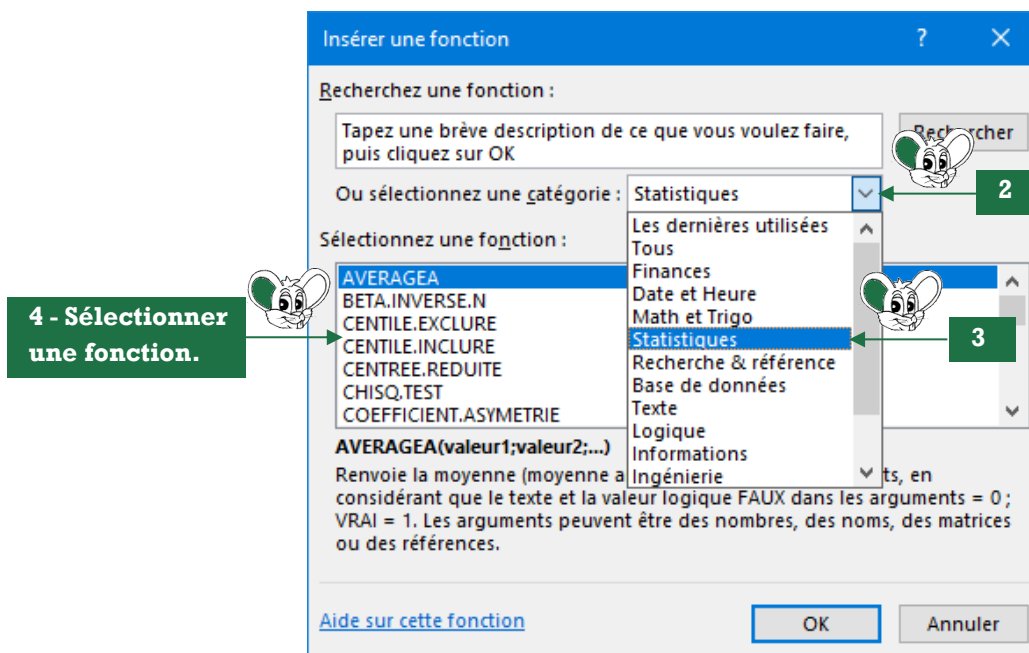 Insérer une fonction ?
Recherchez une fonction :
Tapez une brève description de ce que vous voulez faire,
puis cliquez sur OK
Rechercher
Ou sélectionnez une catégorie : Statistiques
2
Les dernières utilisées
Tous
Finances
Date et Heure
Math et Trigo
Statistiques
Recherche & référence
Base de données
Texte
Logique
Informations
Ingénierie
3
Sélectionnez une fonction :
AVERAGEA
BETA.INVERSE.N
CENTILE.EXCLURE
CENTILE.INCLURE
CENTREE.REDUITE
CHISQ.TEST
COEFFICIENT.ASYMETRIE
4 - Sélectionner
une fonction.
AVERAGEA(valeur1;valeur2;...)
Renvoie la moyenne (moyenne a ts, en
considérant que le texte et la valeur logique FAUX dans les arguments = 0 ;
VRAI = 1. Les arguments peuvent être des nombres, des noms, des matrices
ou des références.
Aide sur cette fonction
OK
Annuler